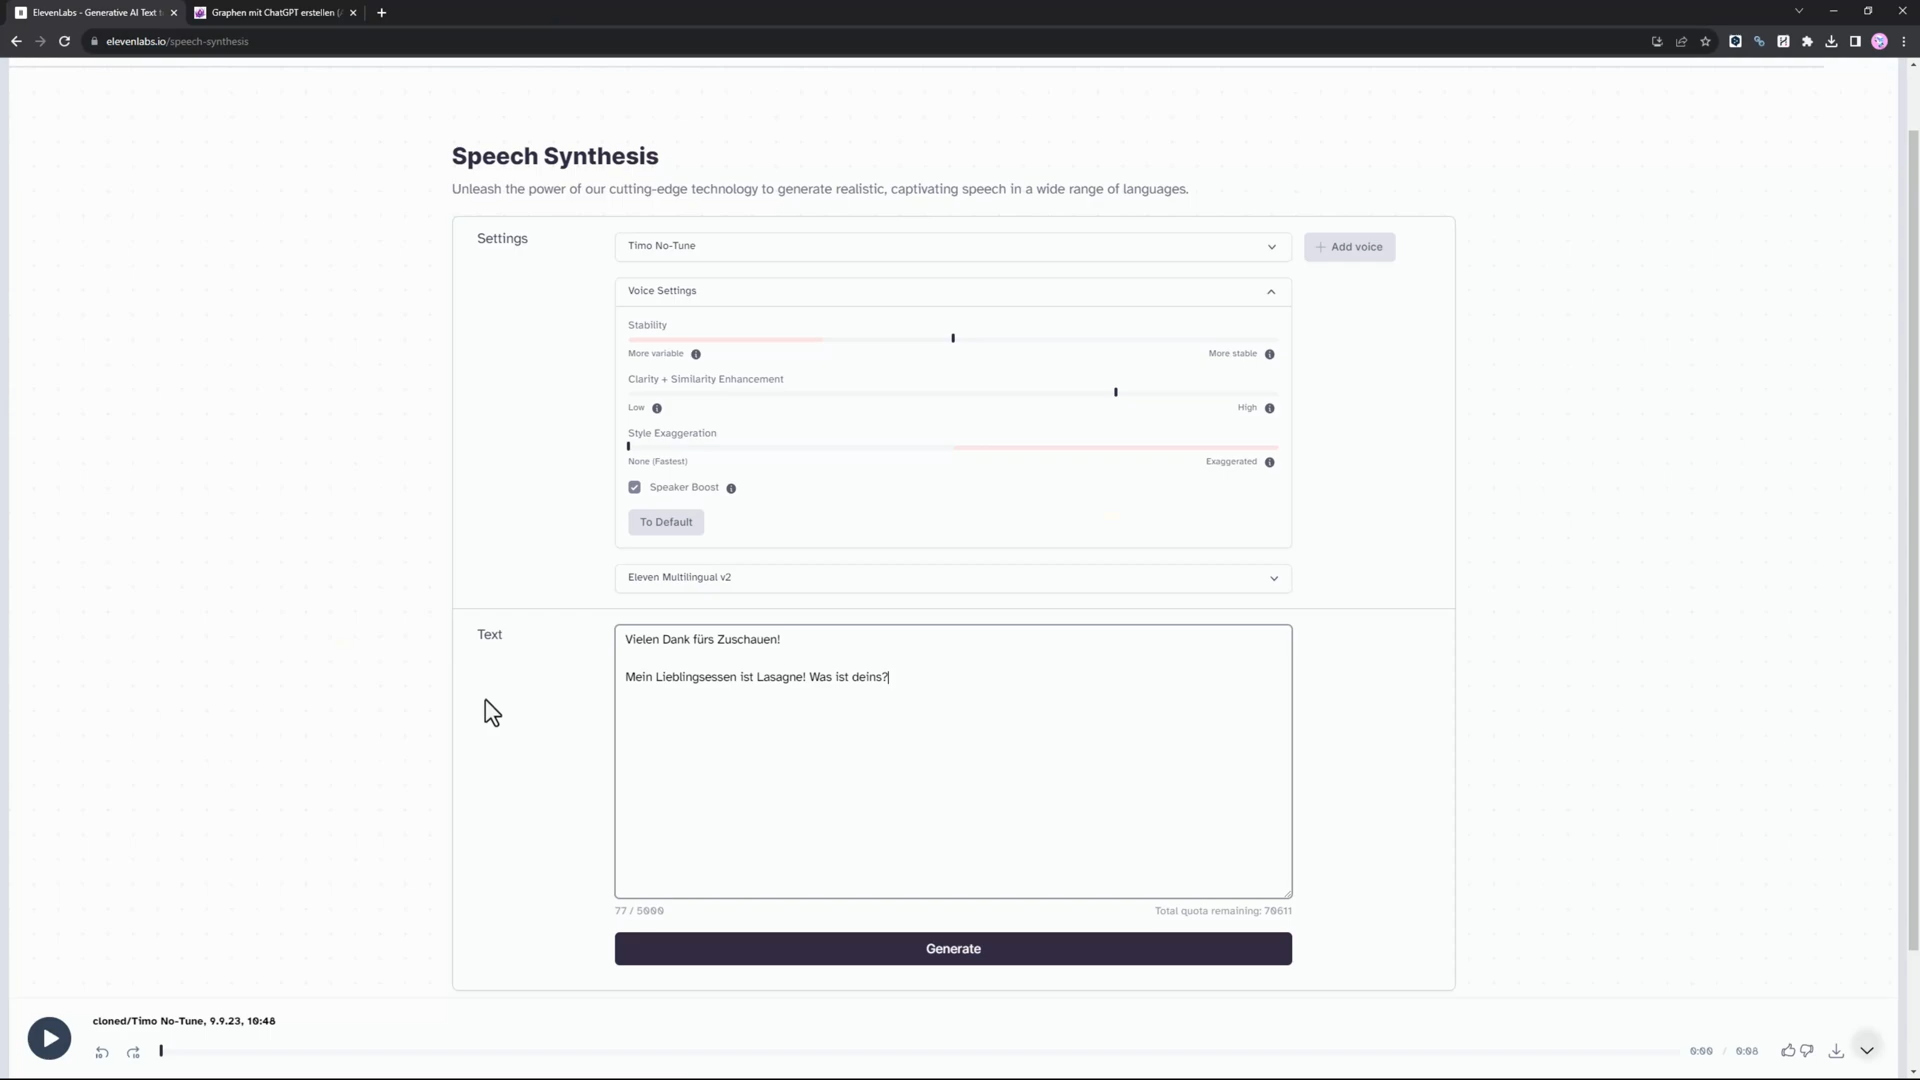 ElevenLabs - Generative AI Text t
Graphen mit ChatGPT erstellen (
elevenlabs.io/speech-synthesis
Speech Synthesis
Unleash the power of our cutting-edge technology to generate realistic, captivating speech in a wide range of languages.
Settings
Timo No-Tune
+ Add voice
Voice Settings
Stability
More variable
More stable
Clarity + Similarity Enhancement
Low
High
Style Exaggeration
None (Fastest)
Exaggerated
Speaker Boost
To Default
Eleven Multilingual v2
Text
Vielen Dank fürs Zuschauen!
Mein Lieblingsessen ist Lasagne! Was ist deins?
77 / 5000
Total quota remaining: 70611
Generate
cloned/Timo No-Tune, 9.9.23, 10:48
10
10
0:00 / 0:08